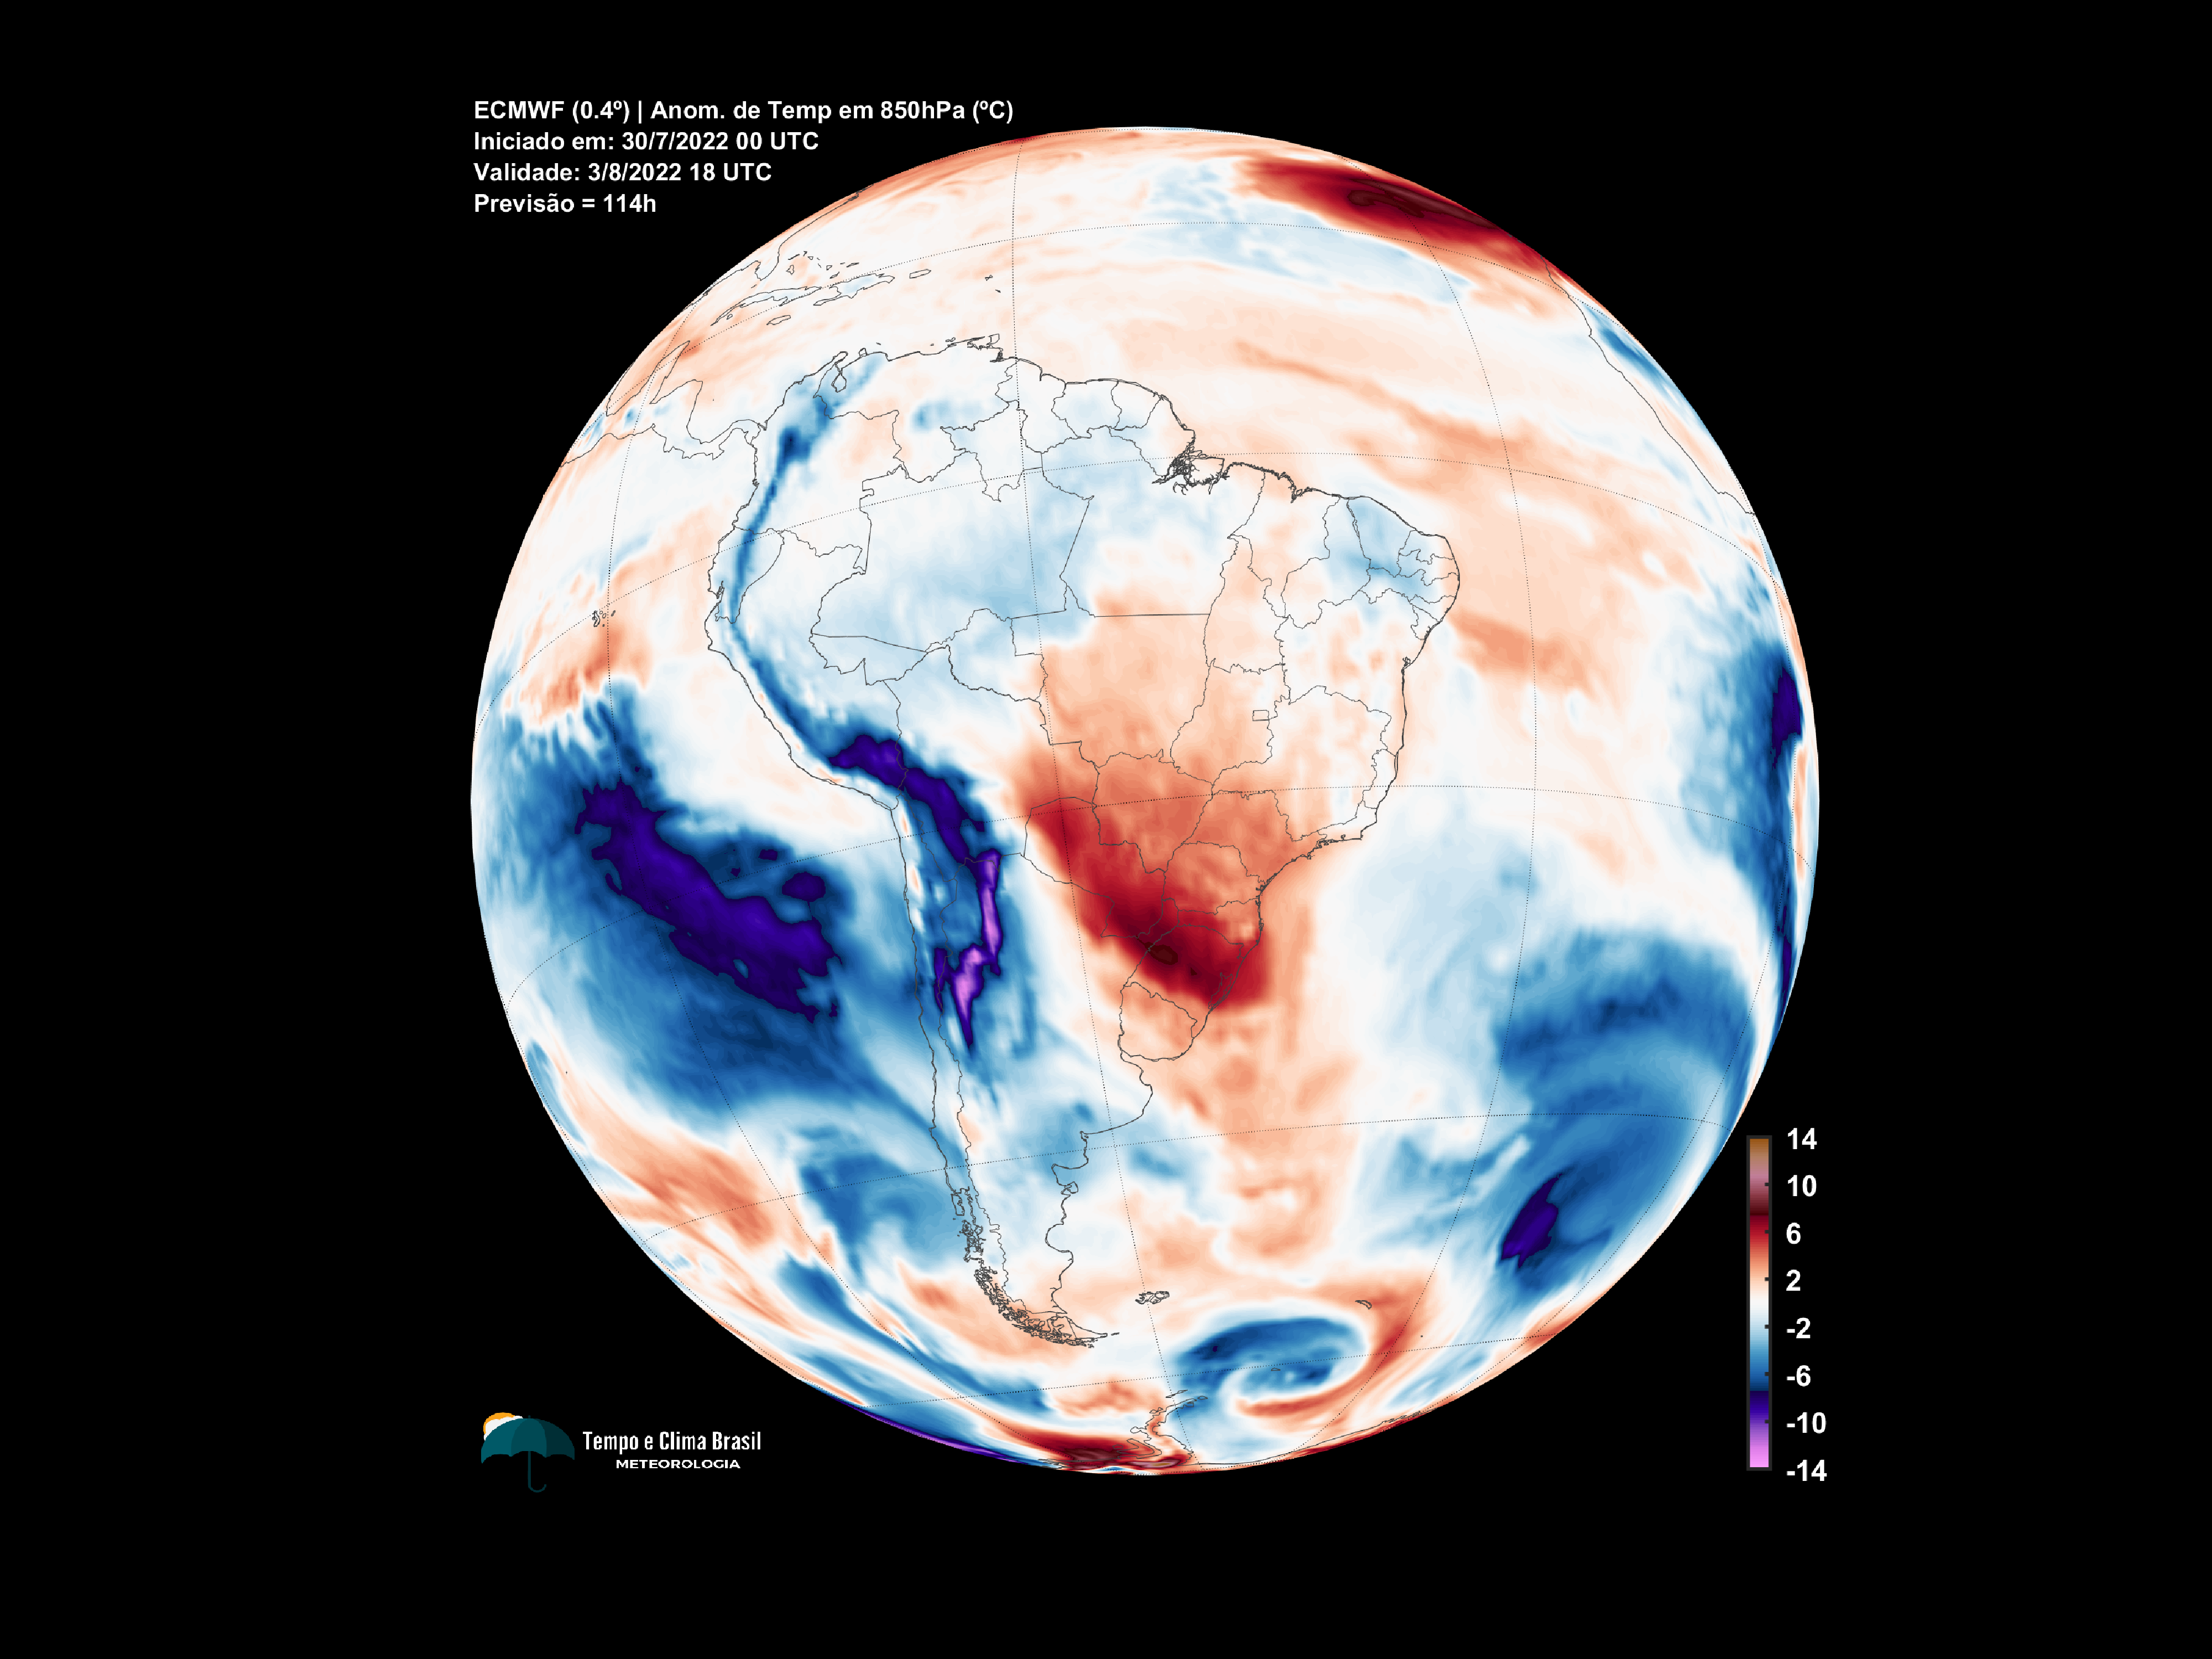 ECMWF (0.4º) | Anom. de Temp em 850hPa (ºC)
Iniciado em: 30/7/2022 00 UTC
Validade: 3/8/2022 18 UTC
Previsão = 114h
14
10
6
2
-2
-6
-10
-14
Tempo e Clima Brasil
METEOROLOGIA